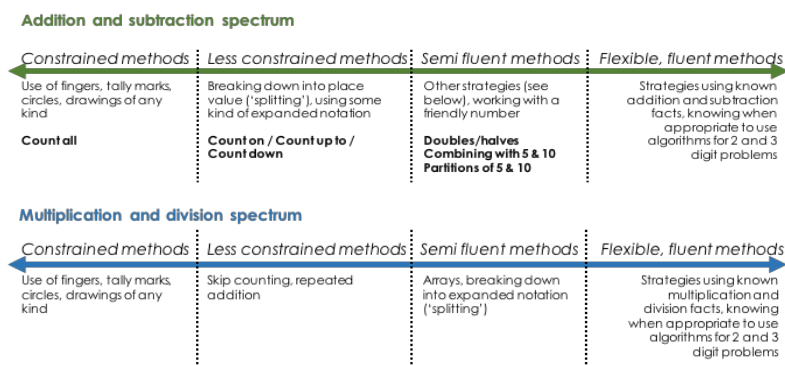 Addition and subtraction spectrum
Constrained methods
Less constrained methods
Semi fluent methods
Flexible, fluent methods
Use of fingers, tally marks,
circles, drawings of any
kind
Count all
Breaking down into place
value (‘splitting’), using some
kind of expanded notation
Count on / Count up to /
Count down
Other strategies (see
below), working with a
friendly number
Doubles/halves
Combining with 5 & 10
Partitions of 5 & 10
Strategies using known
addition and subtraction
facts, knowing when
appropriate to use
algorithms for 2 and 3
digit problems
Multiplication and division spectrum
Constrained methods
Less constrained methods
Semi fluent methods
Flexible, fluent methods
Use of fingers, tally marks,
circles, drawings of any
kind
Skip counting, repeated
addition
Arrays, breaking down
into expanded notation
(‘splitting’)
Strategies using known
multiplication and
division facts, knowing
when appropriate to use
algorithms for 2 and 3
digit problems